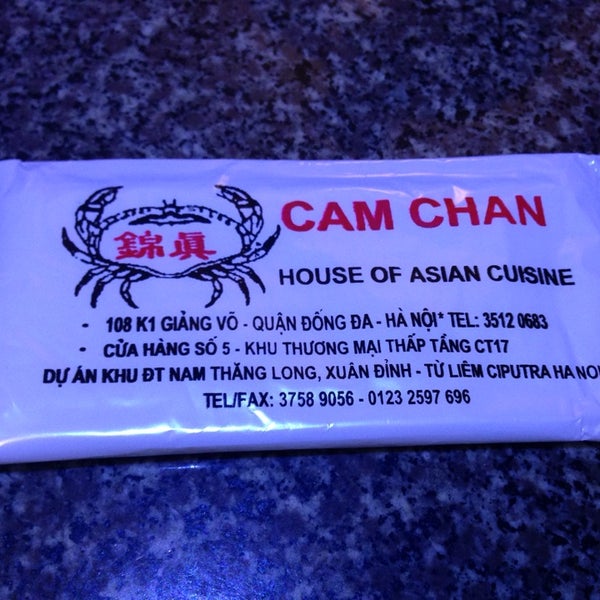 錦眞
CAM CHAN
HOUSE OF ASIAN CUISINE
• 108 K1 GIẢNG VÕ - QUẬN ĐỐNG ĐA - HÀ NỘI* TEL: 3512 0683
• CỬA HÀNG SỐ 5 - KHU THƯƠNG MẠI THẤP TẦNG CT17
DỰ ÁN KHU ĐT NAM THĂNG LONG, XUÂN ĐỈNH - TỪ LIÊM CIPUTRA HANOI
TEL/FAX: 3758 9056 - 0123 2597 696